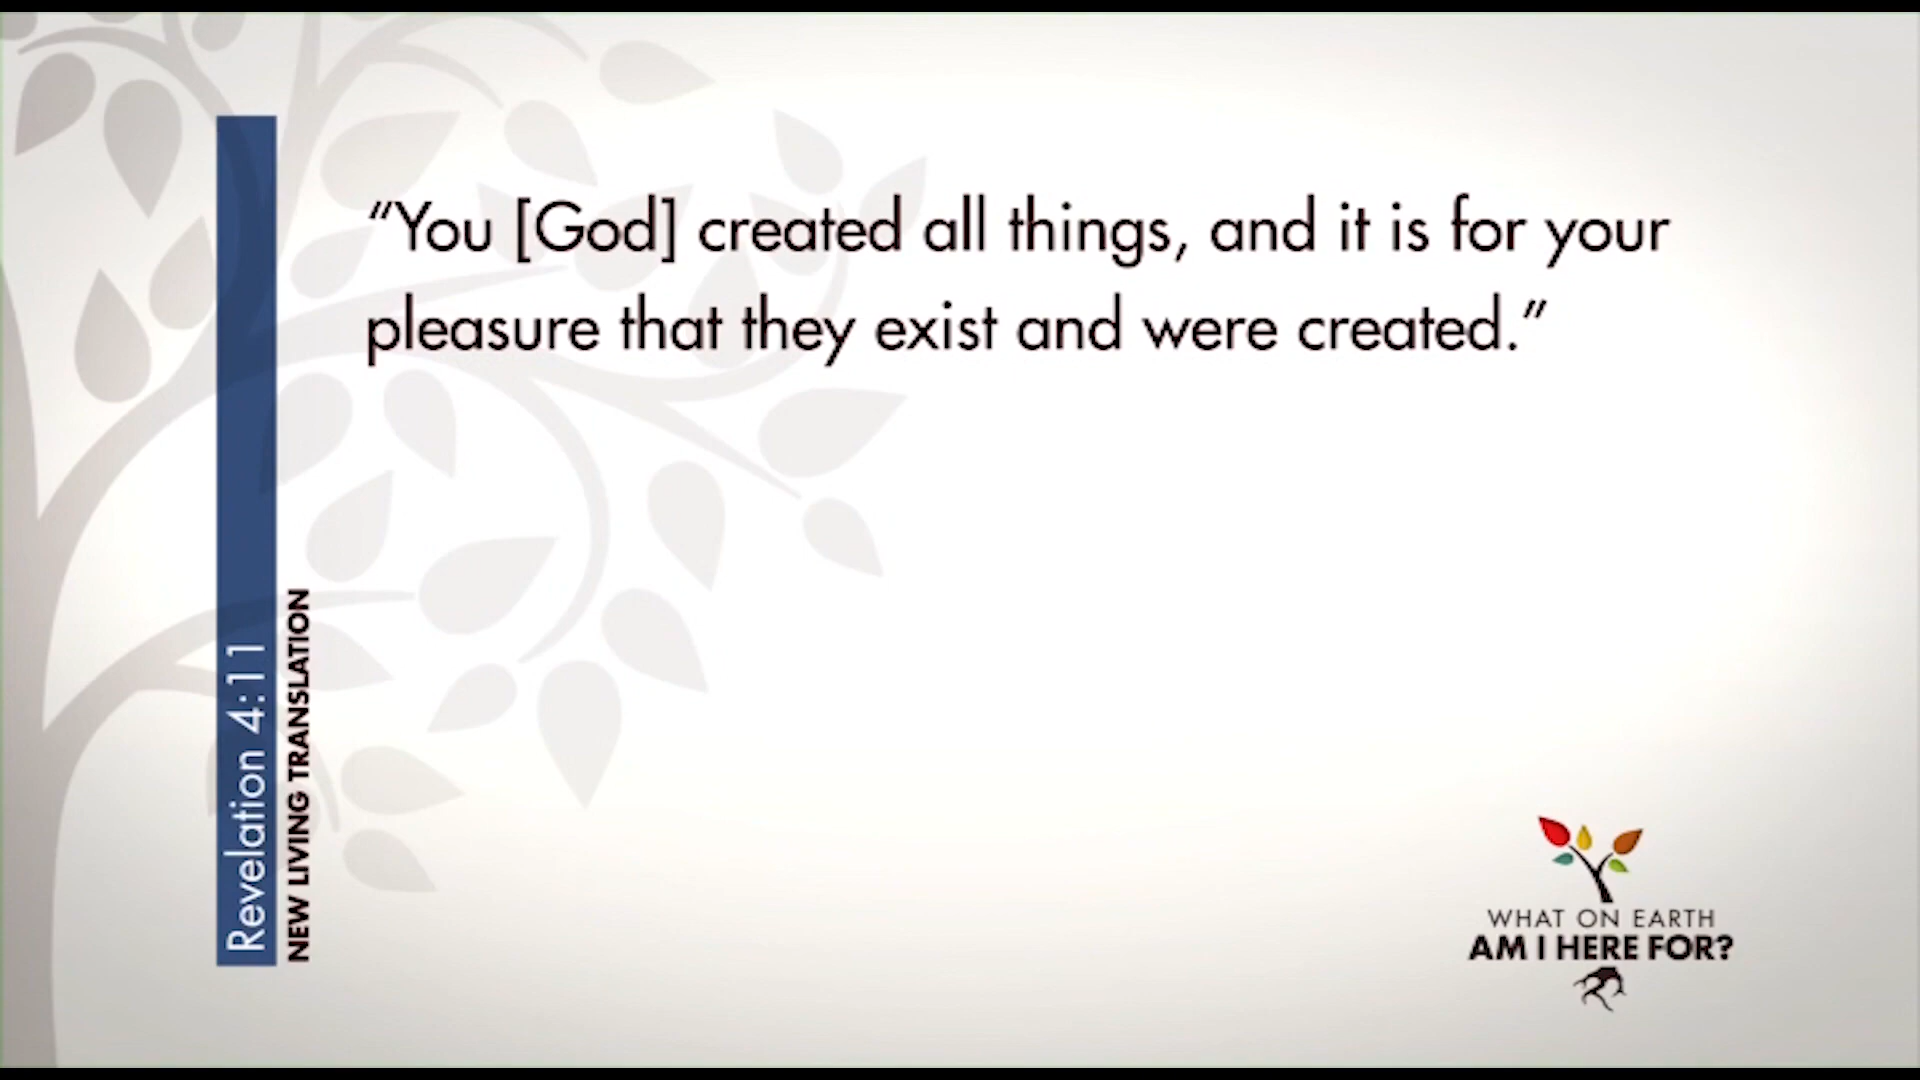 “You [God] created all things, and it is for your
pleasure that they exist and were created.”
Revelation 4:11
NEW LIVING TRANSLATION
WHAT ON EARTH
AM I HERE FOR?